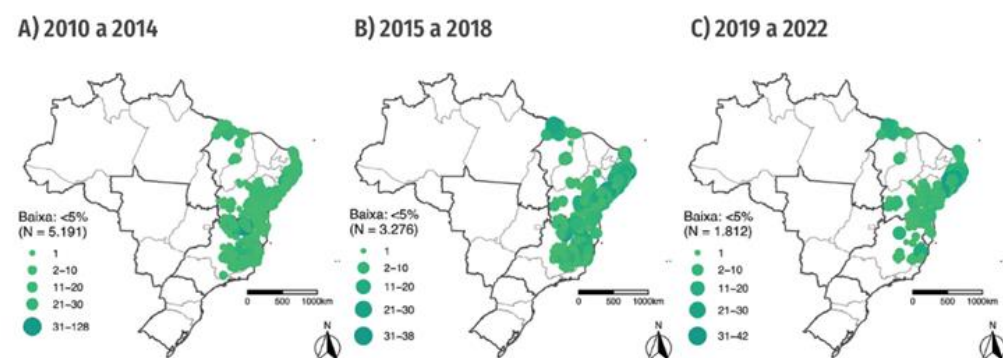 A) 2010 a 2014
Baixa: <5%
(N = 5.191)
1
2–10
11–20
21–30
31–128
0 500 1000km
N
B) 2015 a 2018
Baixa: <5%
(N = 3.276)
1
2–10
11–20
21–30
31–38
0 500 1000km
N
C) 2019 a 2022
Baixa: <5%
(N = 1.812)
1
2–10
11–20
21–30
31–42
0 500 1000km
N